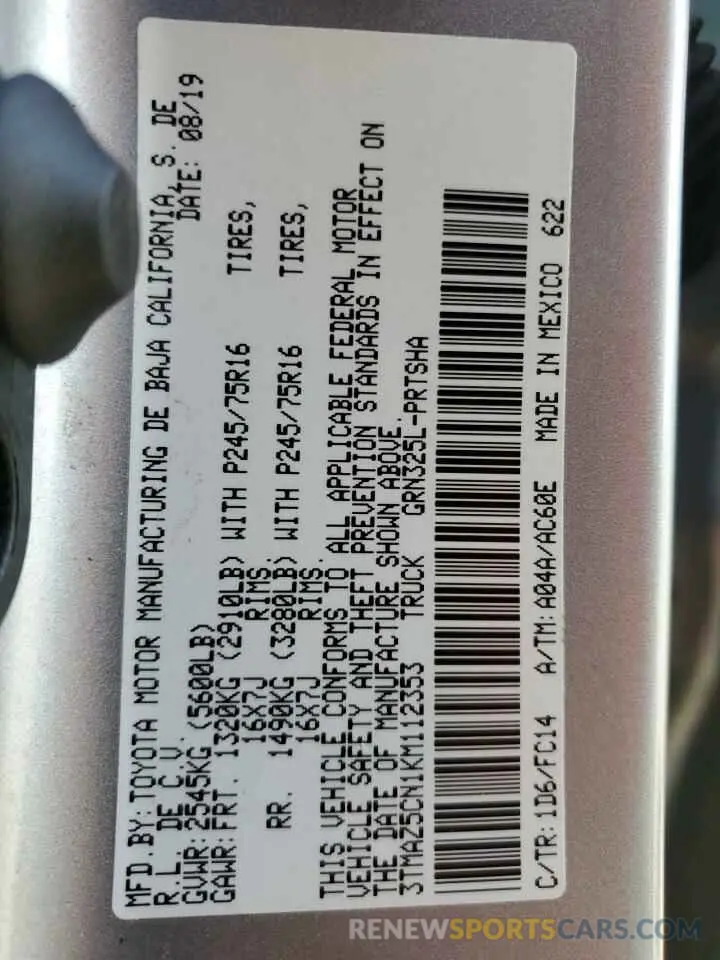 MFD.BY:TOYOTA MOTOR MANUFACTURING DE BAJA CALIFORNIA, S. DE
R.L. DE C.V. DATE: 08/19
GVWR:2545KG (5600LB)
GAWR:FRT. 1320KG (2910LB) WITH P245/75R16 TIRES,
16X7J RIMS.
RR. 1490KG (3280LB) WITH P245/75R16 TIRES,
16X7J RIMS.
THIS VEHICLE CONFORMS TO ALL APPLICABLE FEDERAL MOTOR
VEHICLE SAFETY AND THEFT PREVENTION STANDARDS IN EFFECT ON
THE DATE OF MANUFACTURE SHOWN ABOVE.
3TMAZ5CN1KM112353 TRUCK GRN325L-PRTSHA
C/TR:1D6/FC14 A/TM:A04A/AC60E MADE IN MEXICO 622
RENEWSPORTSCARS.COM